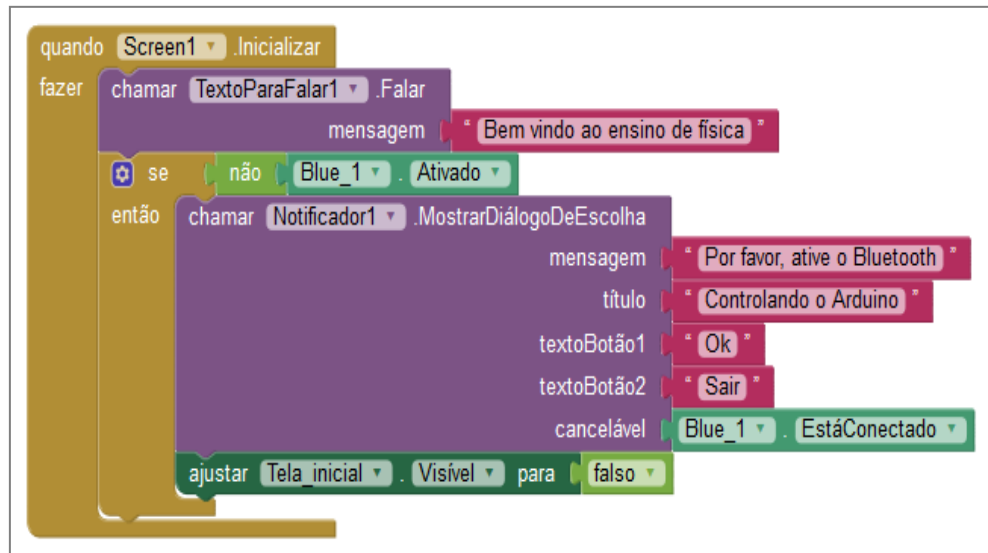 quando Screen1 .Inicializar
fazer chamar TextoParaFalar1 .Falar
mensagem “ Bem vindo ao ensino de física ”
se não Blue_1 . Ativado
então chamar Notificador1 .MostrarDiálogoDeEscolha
mensagem “ Por favor, ative o Bluetooth ”
título “ Controlando o Arduino ”
textoBotão1 “ Ok ”
textoBotão2 “ Sair ”
cancelável Blue_1 . EstáConectado
ajustar Tela_inicial . Visível para falso